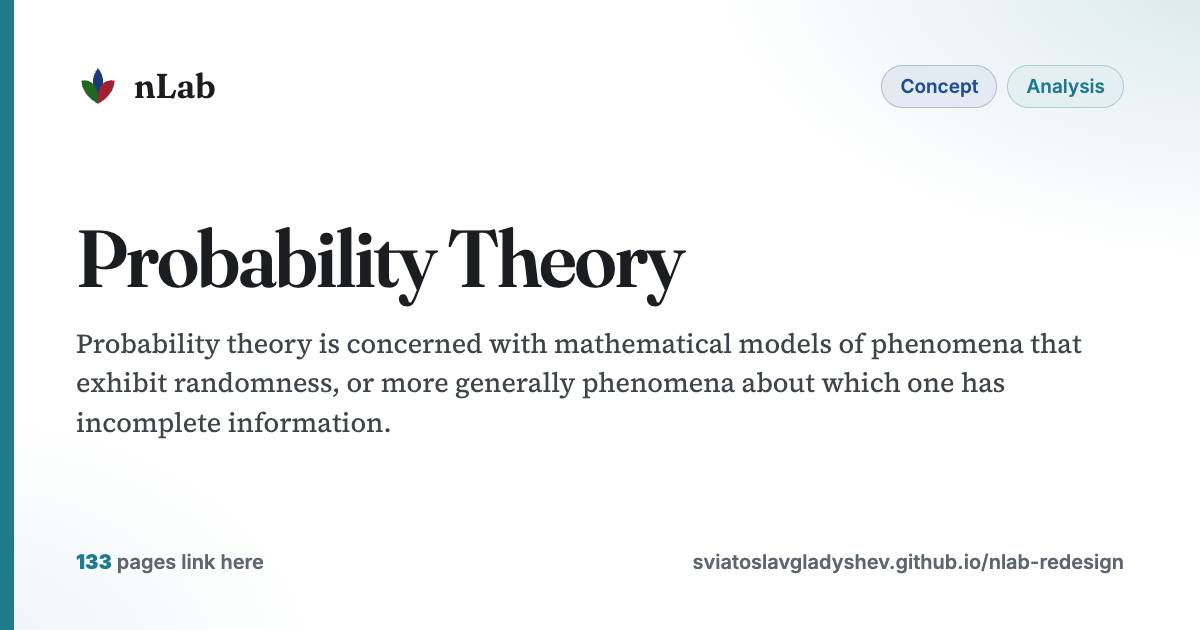 nLab
Concept
Analysis
Probability Theory
Probability theory is concerned with mathematical models of phenomena that
exhibit randomness, or more generally phenomena about which one has
incomplete information.
133 pages link here
sviatoslavgladyshev.github.io/nlab-redesign